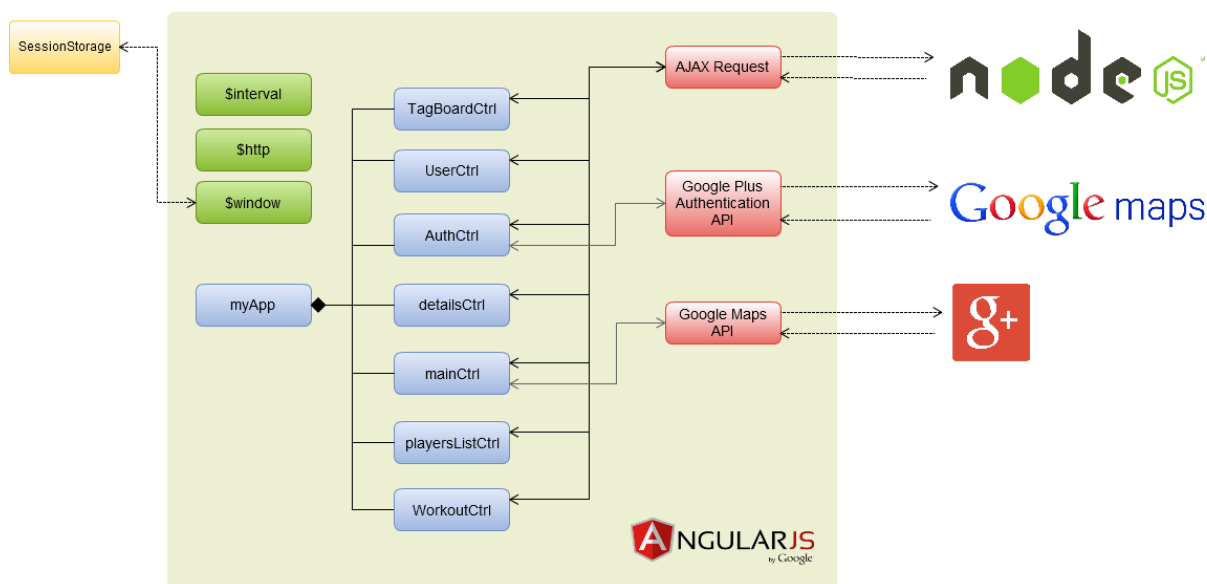 SessionStorage
$interval
$http
$window
myApp
TagBoardCtrl
UserCtrl
AuthCtrl
detailsCtrl
mainCtrl
playersListCtrl
WorkoutCtrl
AJAX Request
Google Plus
Authentication
API
Google Maps
API
node
JS
Google maps
g+
ANGULARJS
by Google